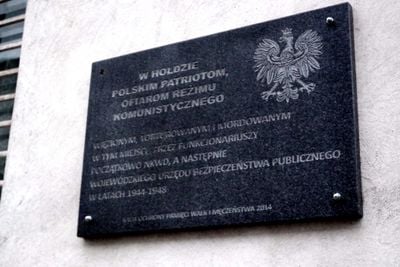 W HOŁDZIE
POLSKIM PATRIOTOM,
OFIAROM REŻIMU
KOMUNISTYCZNEGO
WIĘZIONYM, TORTUROWANYM I MORDOWANYM
W TYM MIEJSCU PRZEZ FUNKCJONARIUSZY
POCZĄTKOWO NKWD, A NASTĘPNIE
WOJEWÓDZKIEGO URZĘDU BEZPIECZEŃSTWA PUBLICZNEGO
W LATACH 1944-1948
RADA OCHRONY PAMIĘCI WALK I MĘCZEŃSTWA 2014